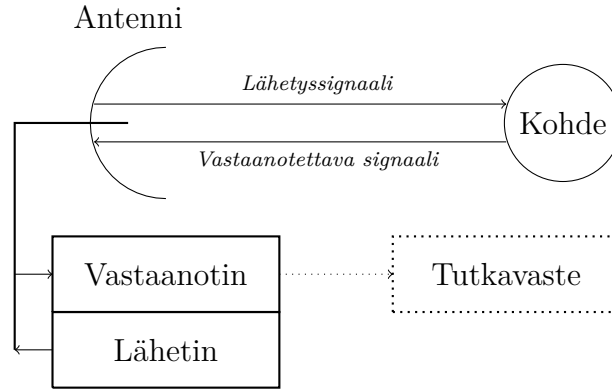 Antenni
Lähetyssignaali
Kohde
Vastaanotettava signaali
Vastaanotin
Tutkavaste
Lähetin